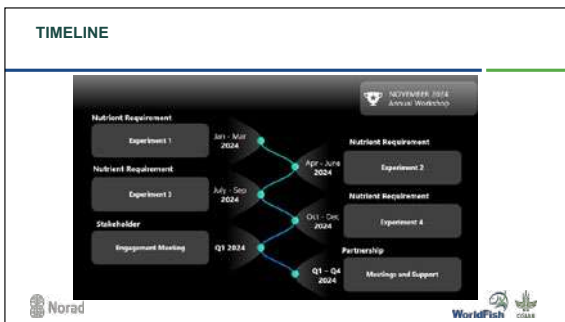 TIMELINE
NOVEMBER 2024
Annual Workshop
Nutrient Requirement
Experiment 1
Jan - Mar
2024
Apr - June
2024
Nutrient Requirement
Experiment 2
Nutrient Requirement
Experiment 3
July - Sep
2024
Oct - Dec
2024
Nutrient Requirement
Experiment 4
Stakeholder
Engagement Meeting
Q1 2024
Q1 - Q4
2024
Partnership
Meetings and Support
Norad
WorldFish
CGIAR